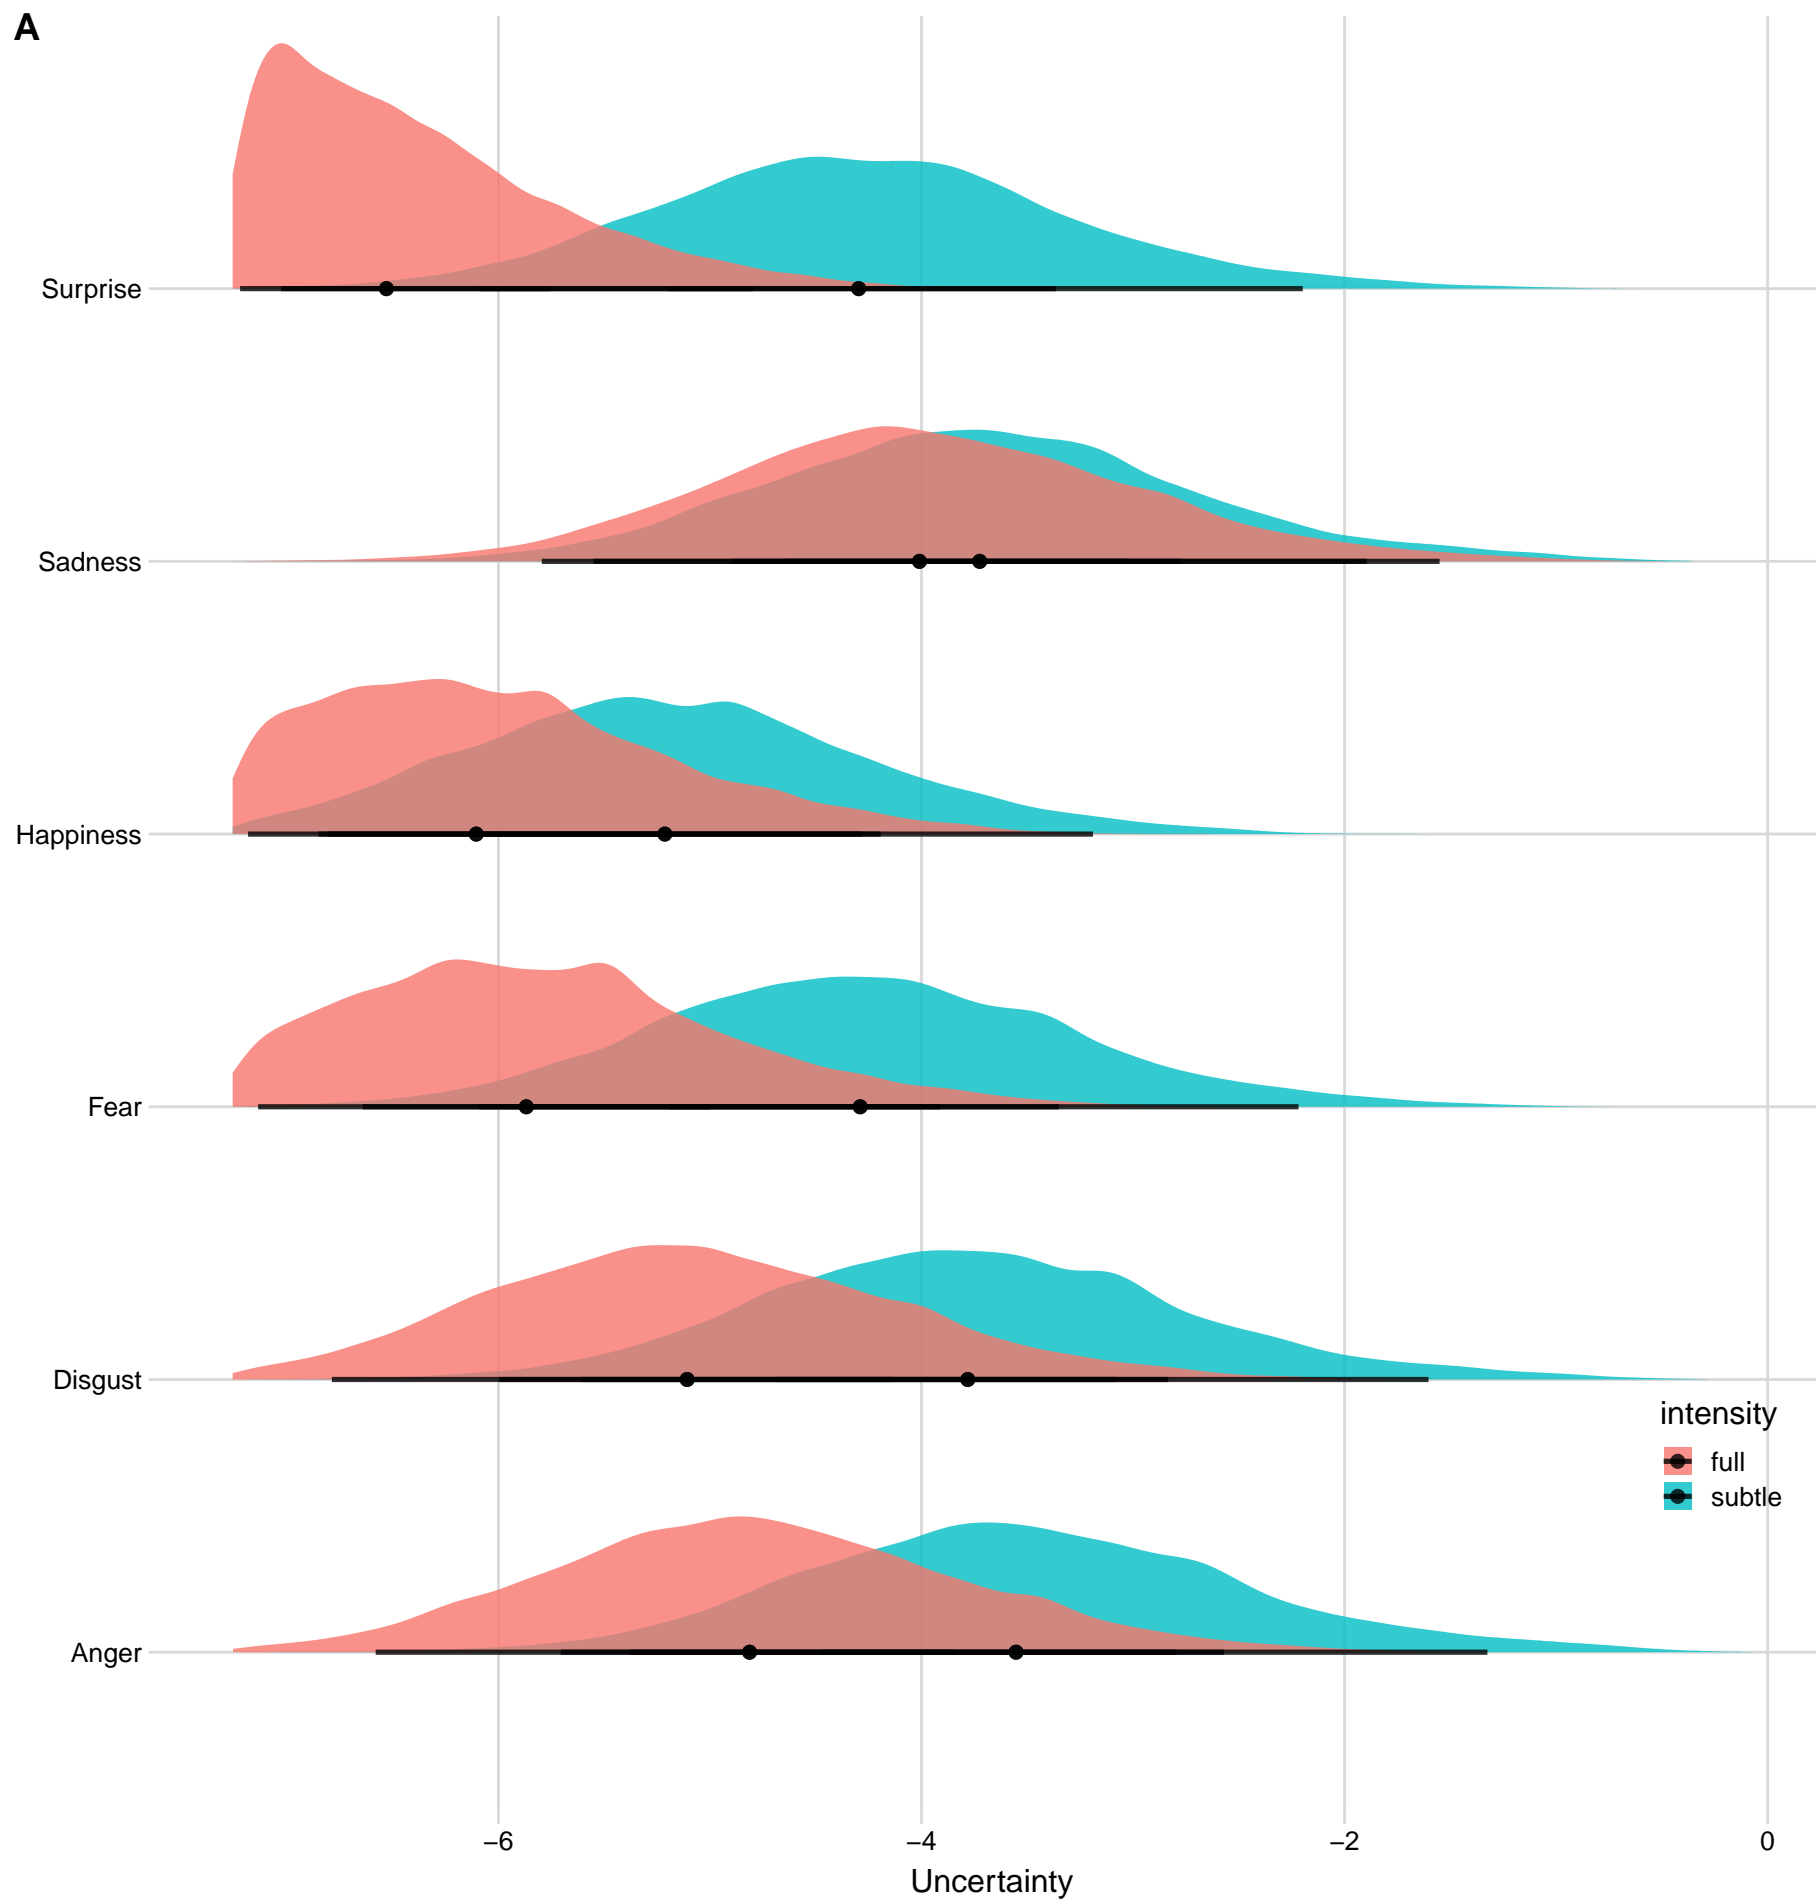 A
Surprise
Sadness
Happiness
Fear
Disgust
intensity
full
subtle
Anger
−6 −4 −2 0
Uncertainty